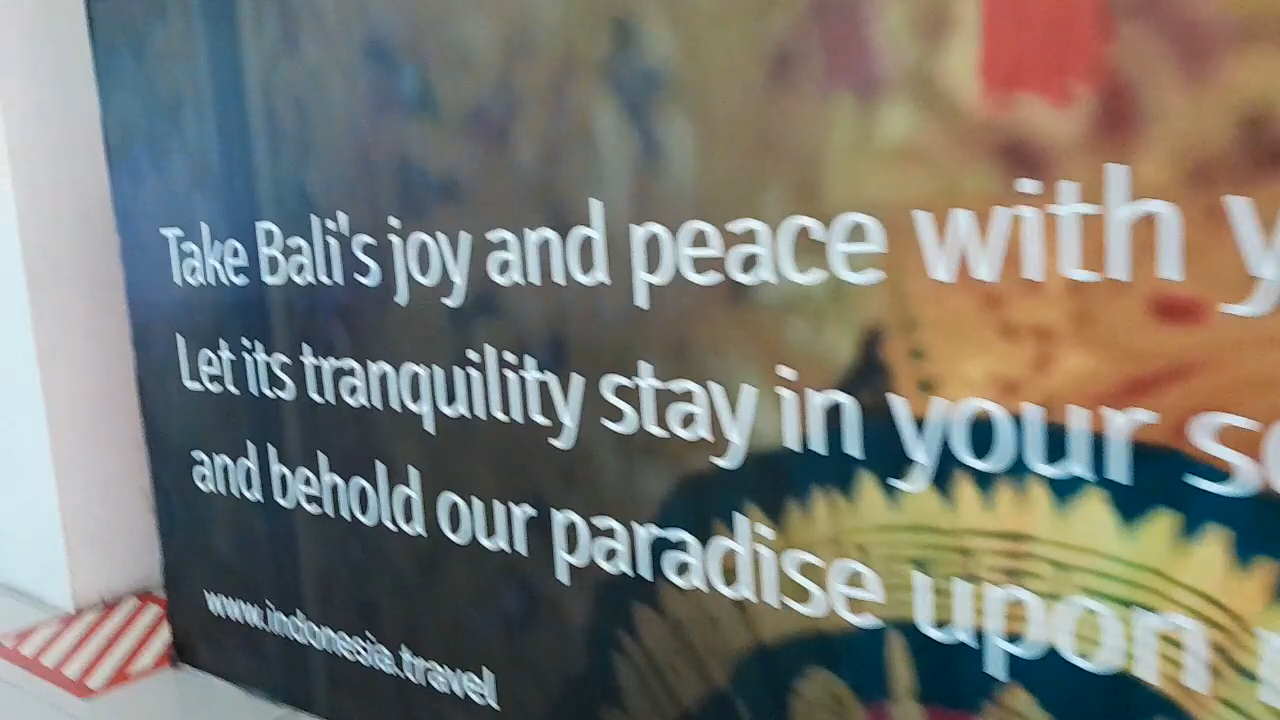 Take Bali's joy and peace with
Let its tranquility stay in your
and behold our paradise upon
www.indonesia.travel